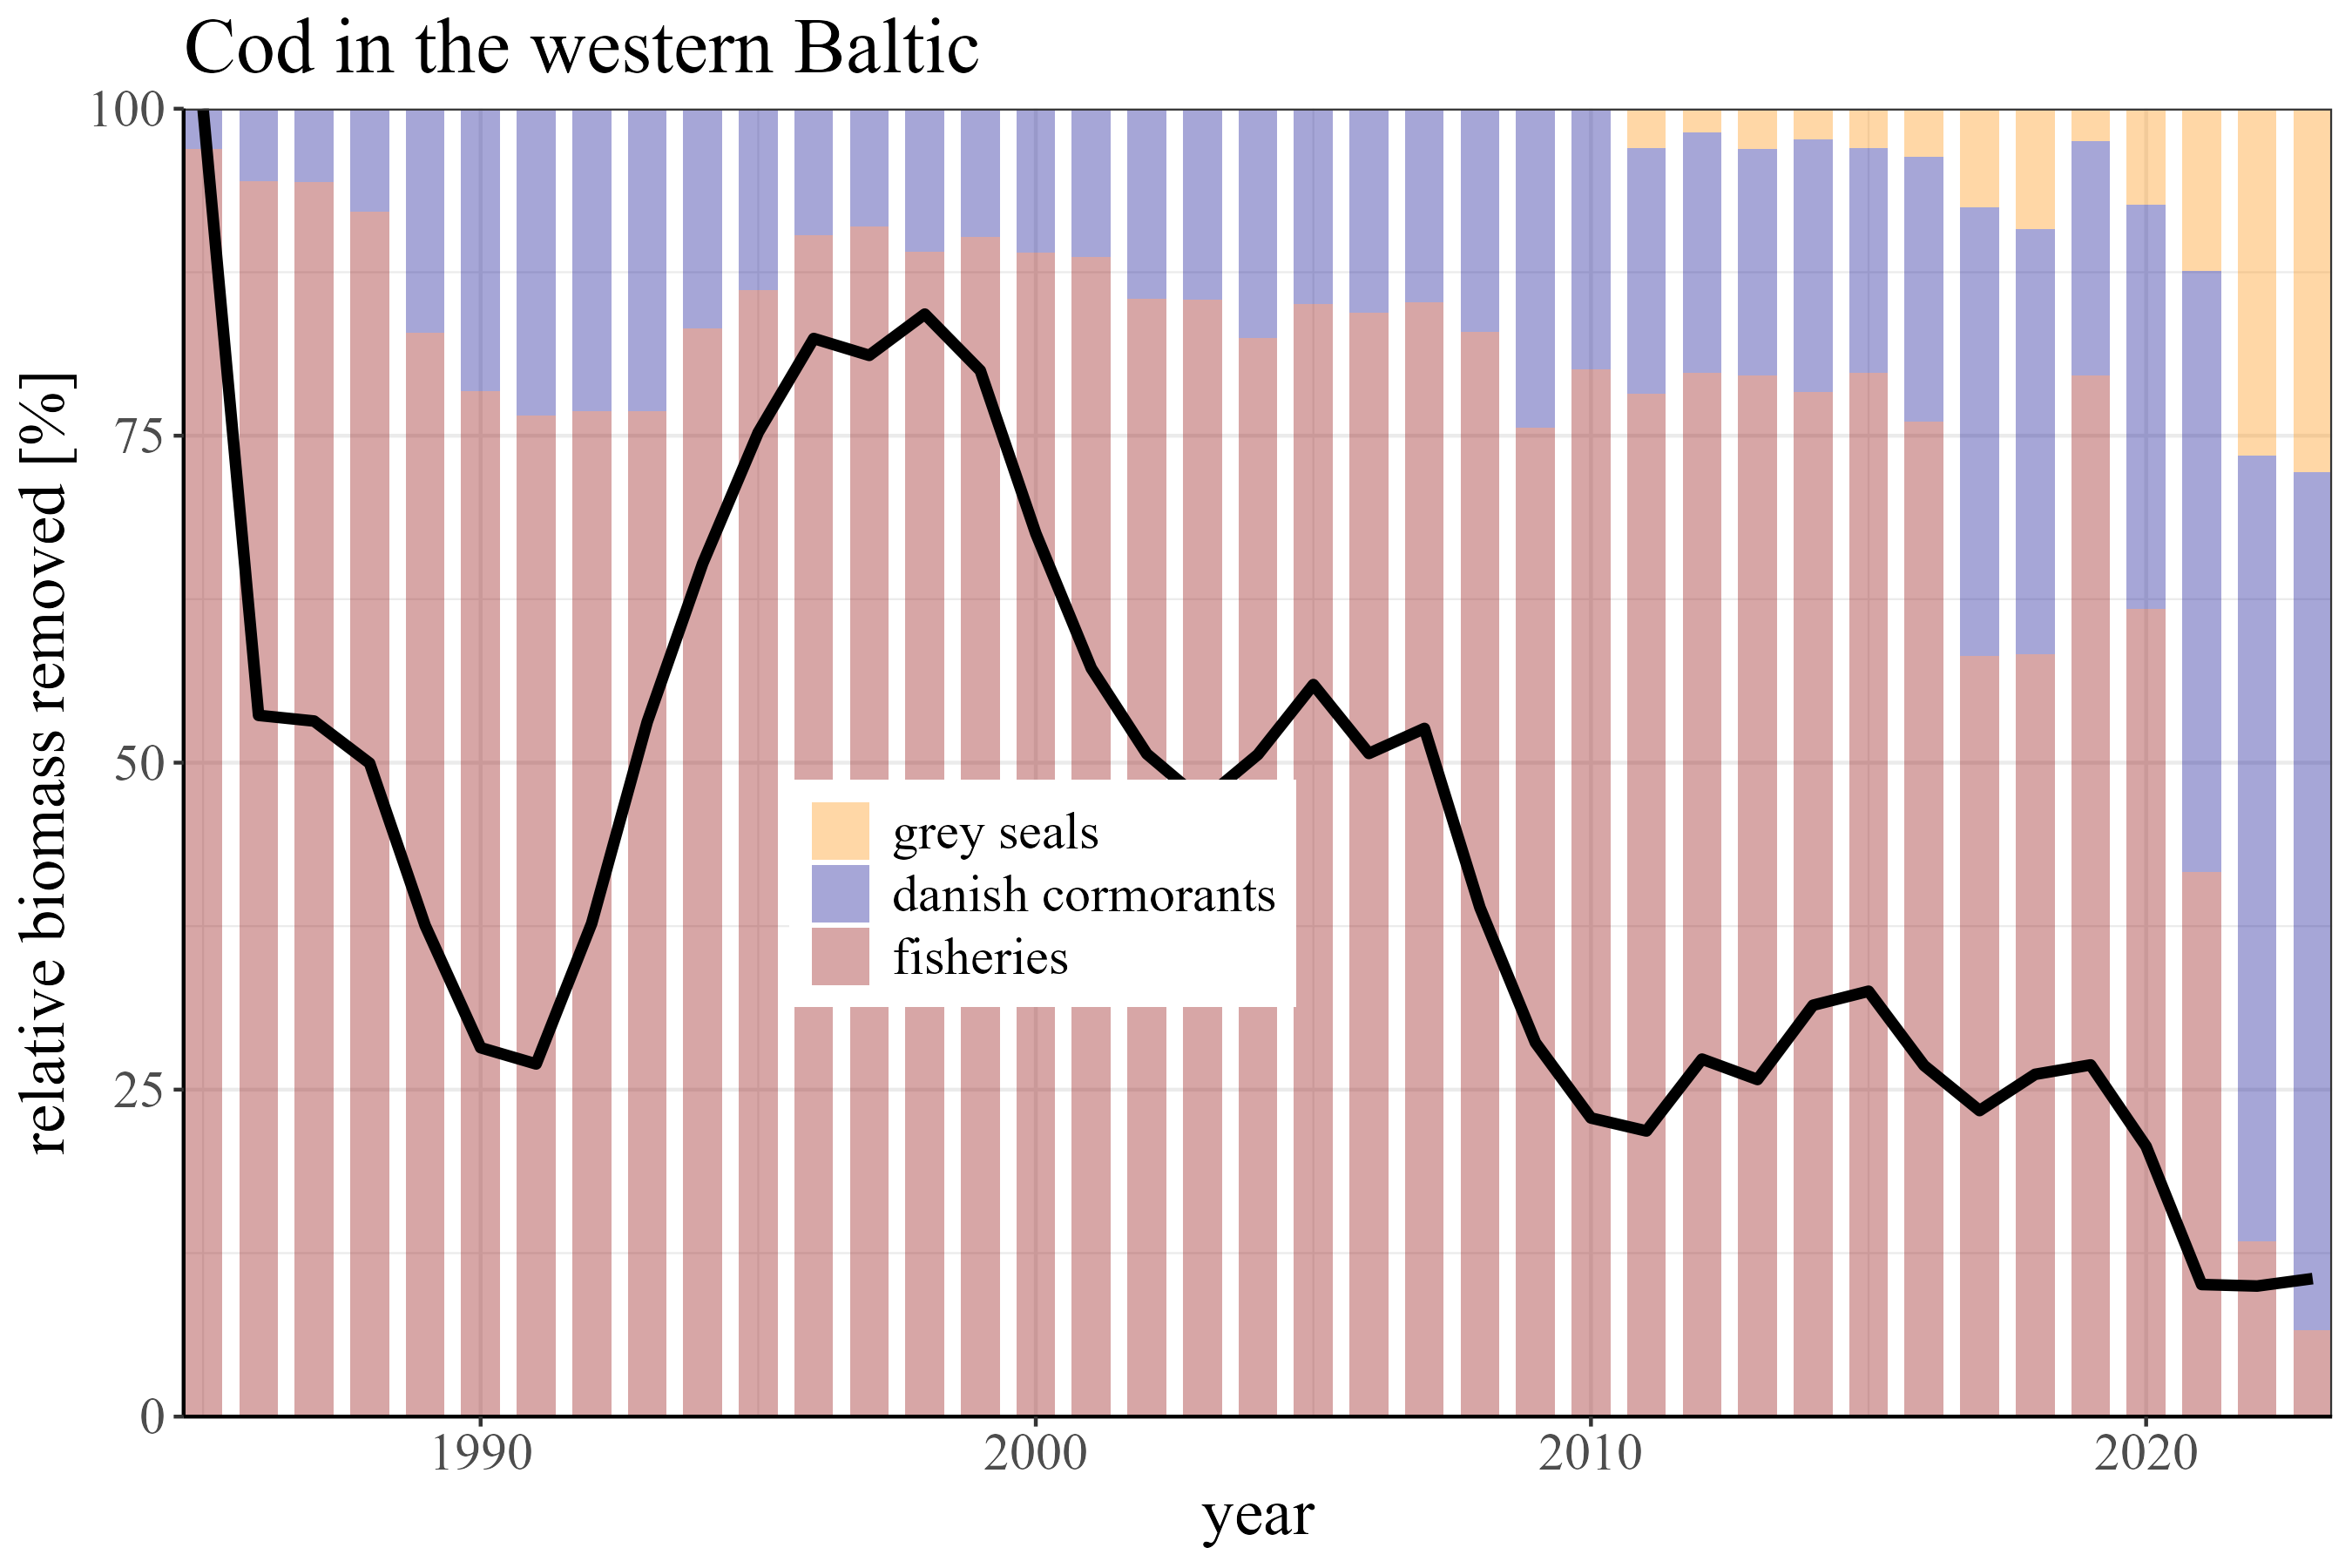 Cod in the western Baltic
relative biomass removed [%]
100
75
50
25
0
grey seals
danish cormorants
fisheries
1990
2000
2010
2020
year